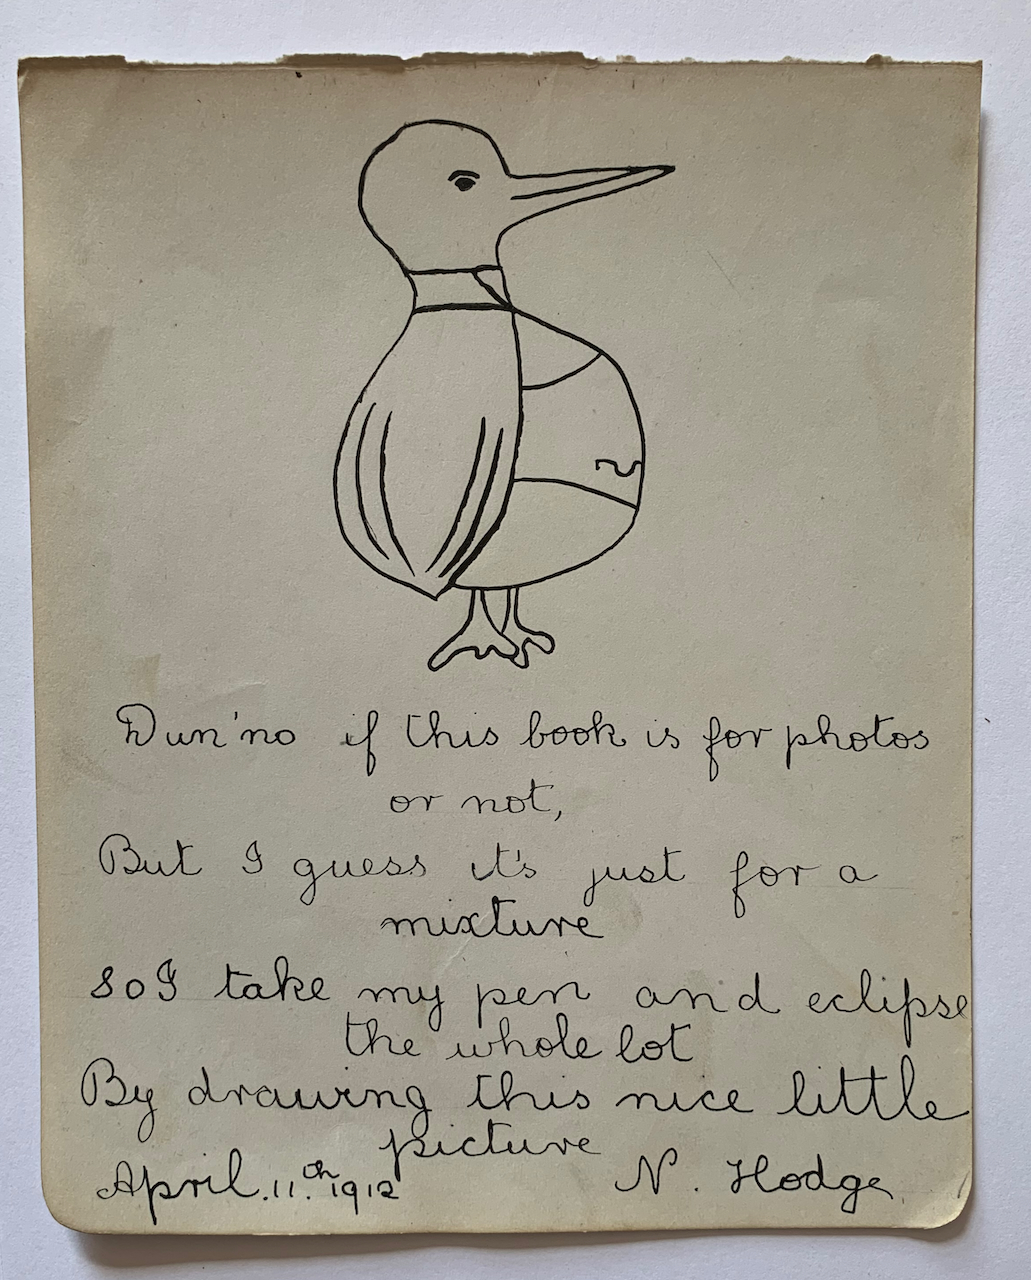 Dun'no if this book is for photos
or not,
But I guess it's just for a
mixture
So I take my pen and eclipse
the whole lot
By drawing this nice little
picture
April. 11.th 1912 N. Hodge